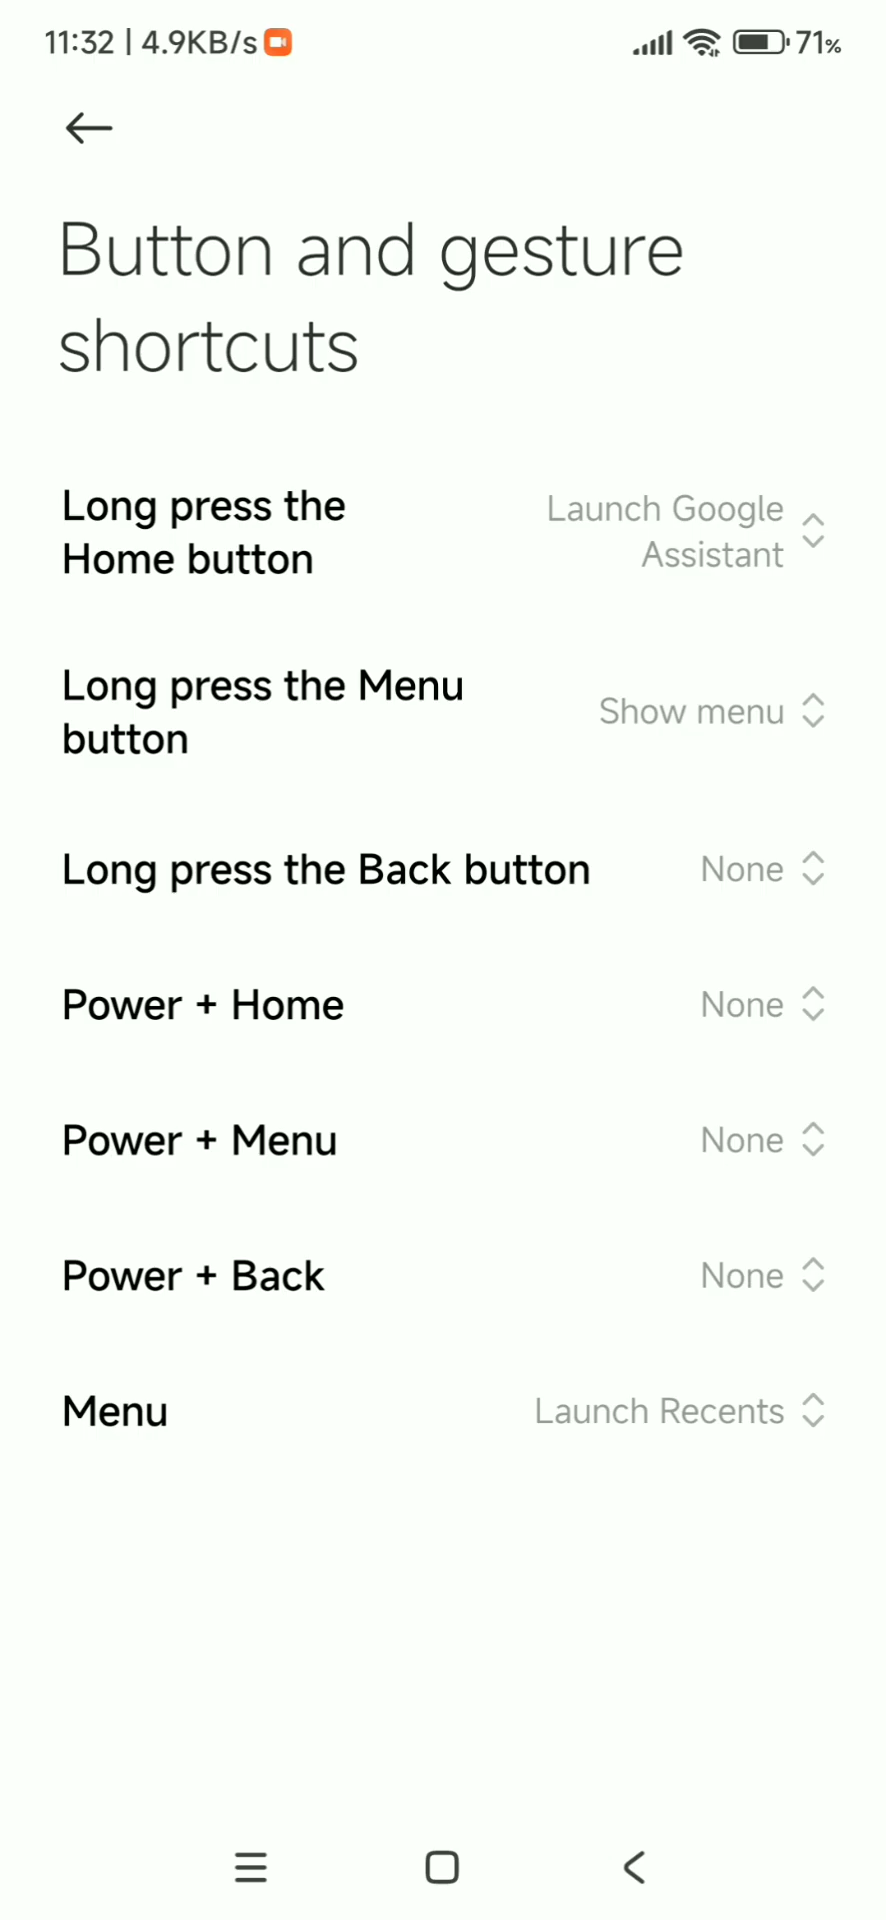 11:32 | 4.9KB/s 71%
Button and gesture
shortcuts
Long press the
Home button
Launch Google
Assistant
Long press the Menu
button
Show menu
Long press the Back button None
Power + Home None
Power + Menu None
Power + Back None
Menu Launch Recents